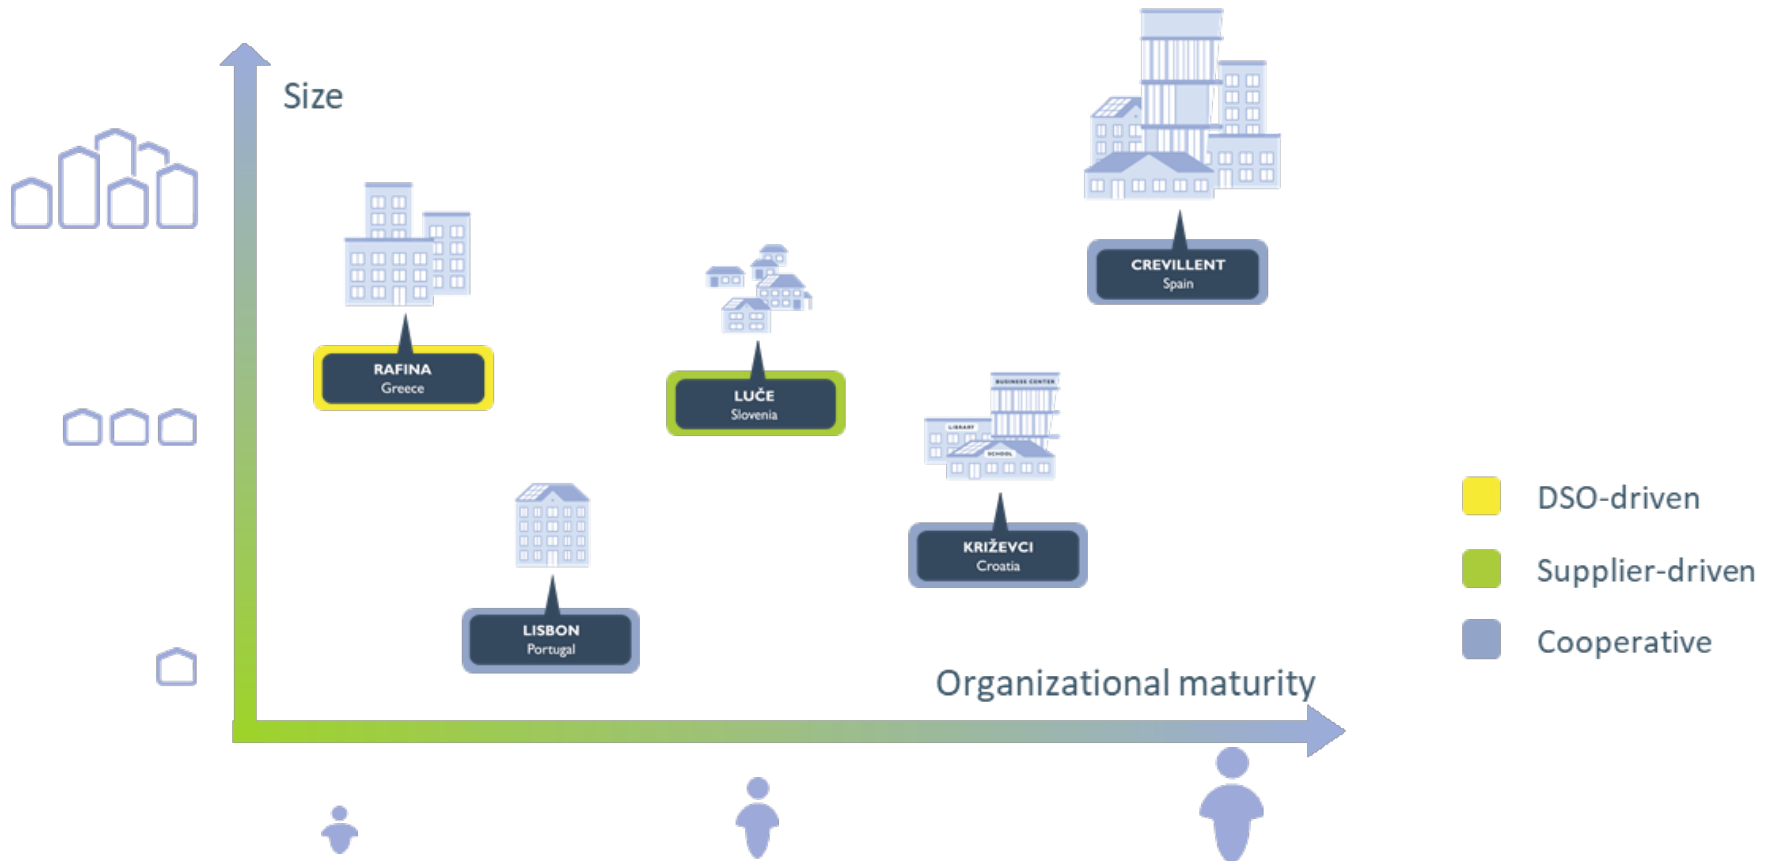 Size
CREVILLENT
Spain
RAFINA
Greece
LUČE
Slovenia
BUSINESS CENTER
LIBRARY
SCHOOL
KRIŽEVCI
Croatia
LISBON
Portugal
DSO-driven
Supplier-driven
Cooperative
Organizational maturity